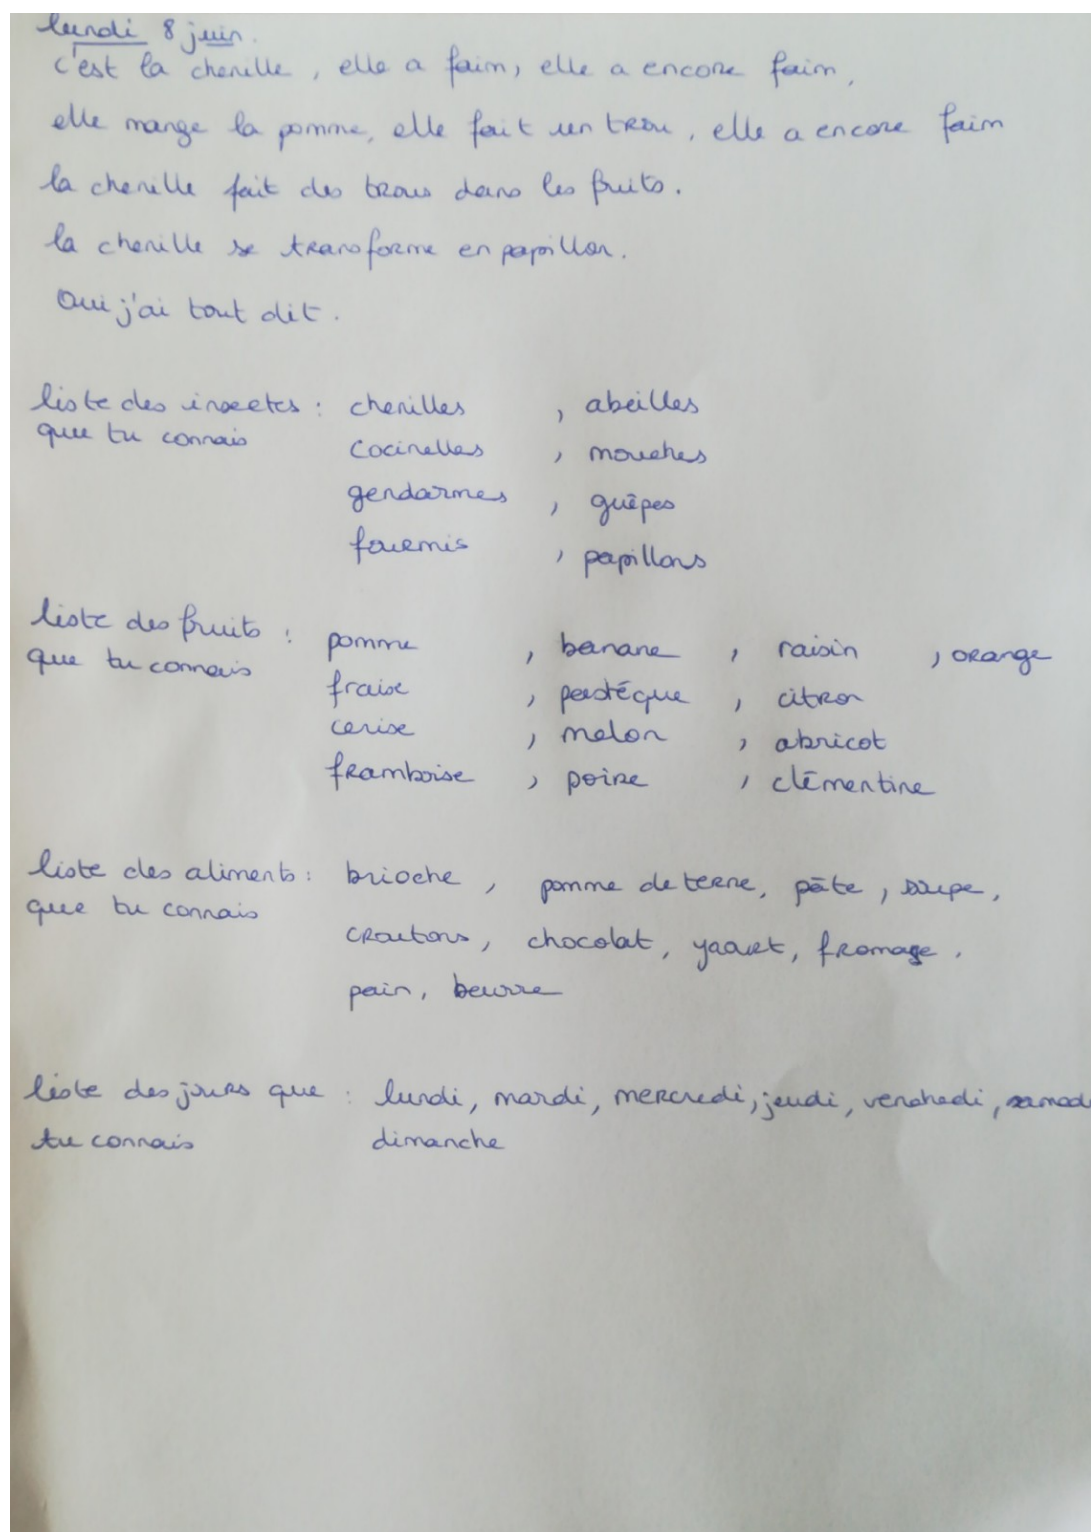 lundi 8 juin.
c'est la chenille, elle a faim, elle a encore faim,
elle mange la pomme, elle fait un trou, elle a encore faim
la chenille fait des trous dans les fruits.
la chenille se transforme en papillon.
Oui j'ai tout dit.
liste des insectes : chenilles , abeilles
que tu connais cocinelles , mouches
gendarmes , guêpes
fourmis , papillons
liste des fruits : pomme , banane , raisin , orange
que tu connais
fraise , pastéque , citron
cerise , melon , abricot
framboise , poire , clémentine
liste des aliments : brioche , pomme de terre, pâte , soupe,
que tu connais
croutons, chocolat, yaourt, fromage.
pain, beurre
liste des jours que : lundi, mardi, mercredi, jeudi, vendredi, samedi
tu connais dimanche